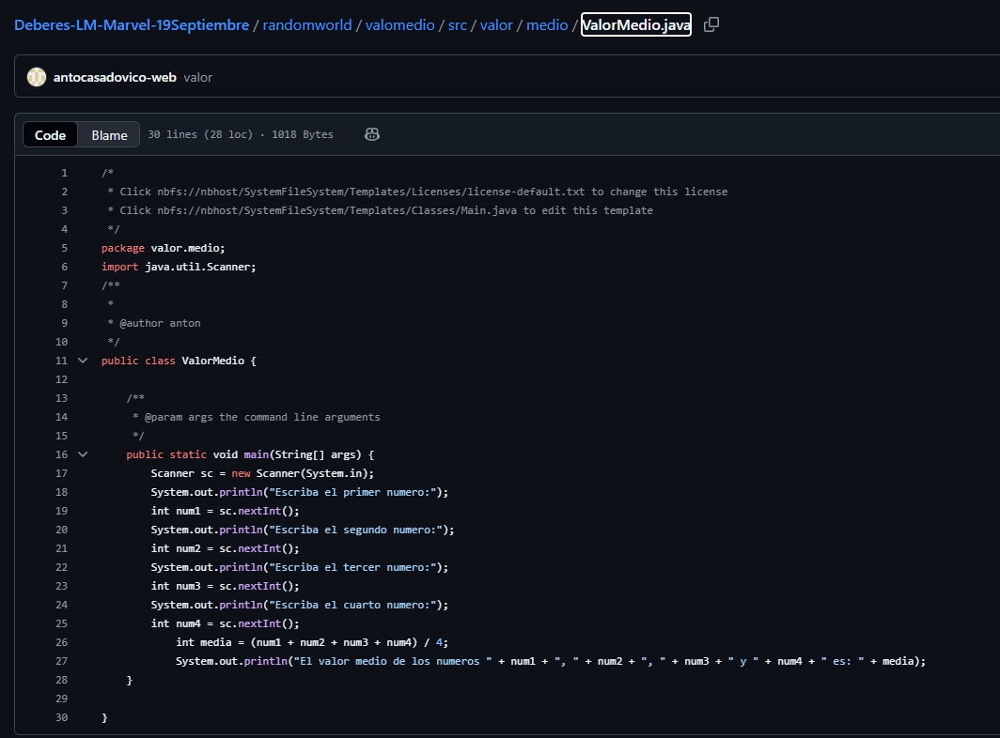 Deberes-LM-Marvel-19Septiembre / randomworld / valomedio / src / valor / medio / ValorMedio.java
antocasadovico-web valor
Code Blame 30 lines (28 loc) · 1018 Bytes
1 /*
2  * Click nbfs://nbhost/SystemFileSystem/Templates/Licenses/license-default.txt to change this license
3  * Click nbfs://nbhost/SystemFileSystem/Templates/Classes/Main.java to edit this template
4  */
5 package valor.medio;
6 import java.util.Scanner;
7 /**
8  *
9  * @author anton
10  */
11 public class ValorMedio {
12
13     /**
14      * @param args the command line arguments
15      */
16     public static void main(String[] args) {
17         Scanner sc = new Scanner(System.in);
18         System.out.println("Escriba el primer numero:");
19         int num1 = sc.nextInt();
20         System.out.println("Escriba el segundo numero:");
21         int num2 = sc.nextInt();
22         System.out.println("Escriba el tercer numero:");
23         int num3 = sc.nextInt();
24         System.out.println("Escriba el cuarto numero:");
25         int num4 = sc.nextInt();
26             int media = (num1 + num2 + num3 + num4) / 4;
27             System.out.println("El valor medio de los numeros " + num1 + ", " + num2 + ", " + num3 + " y " + num4 + " es: " + media);
28     }
29
30 }